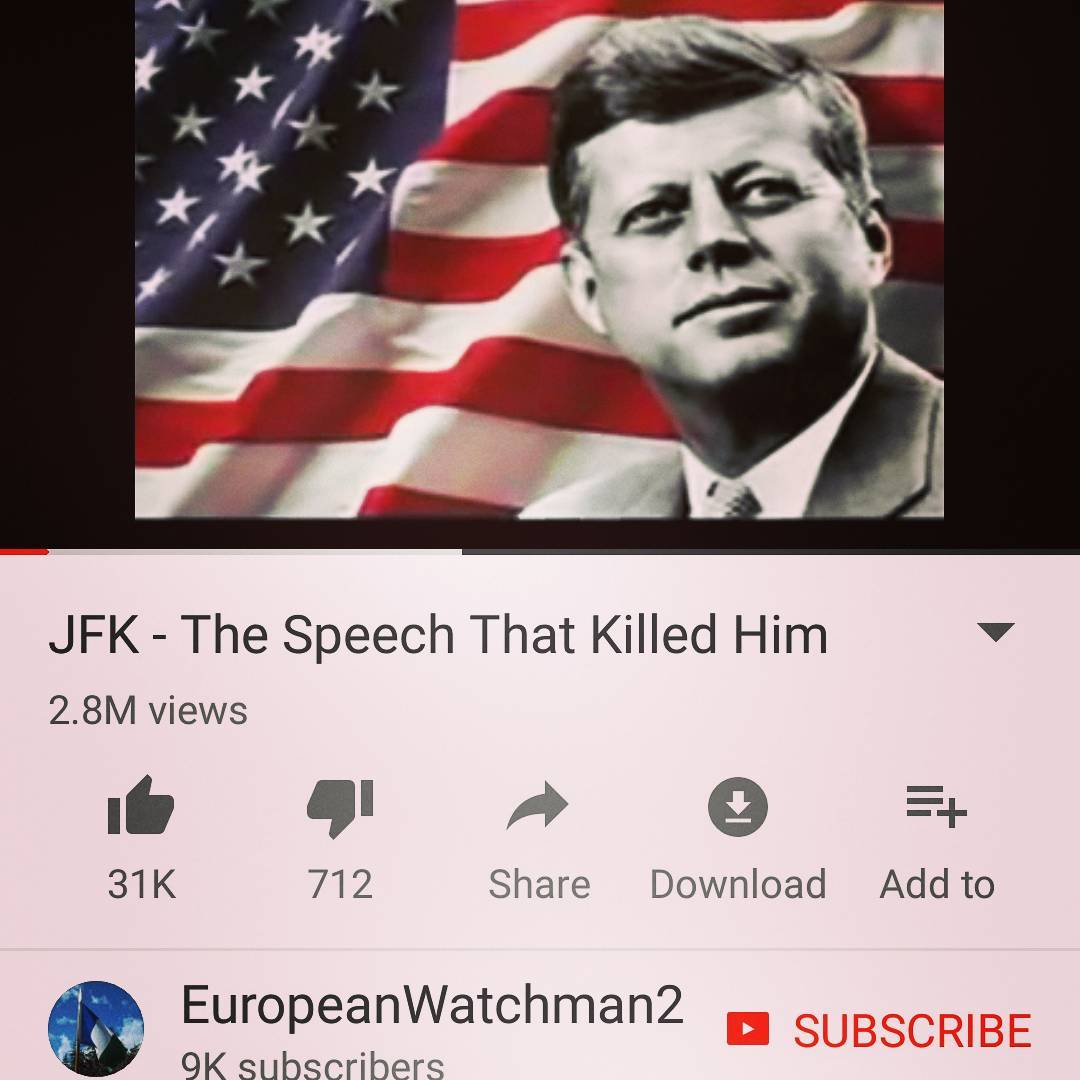 JFK - The Speech That Killed Him
2.8M views
31K 712 Share Download Add to
EuropeanWatchman2
SUBSCRIBE
9K subscribers